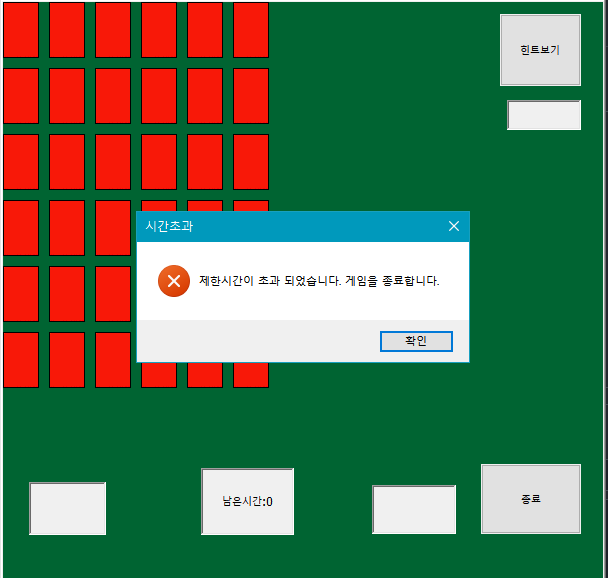 힌트보기
시간초과
제한시간이 초과 되었습니다. 게임을 종료합니다.
확인
남은시간:0
종료